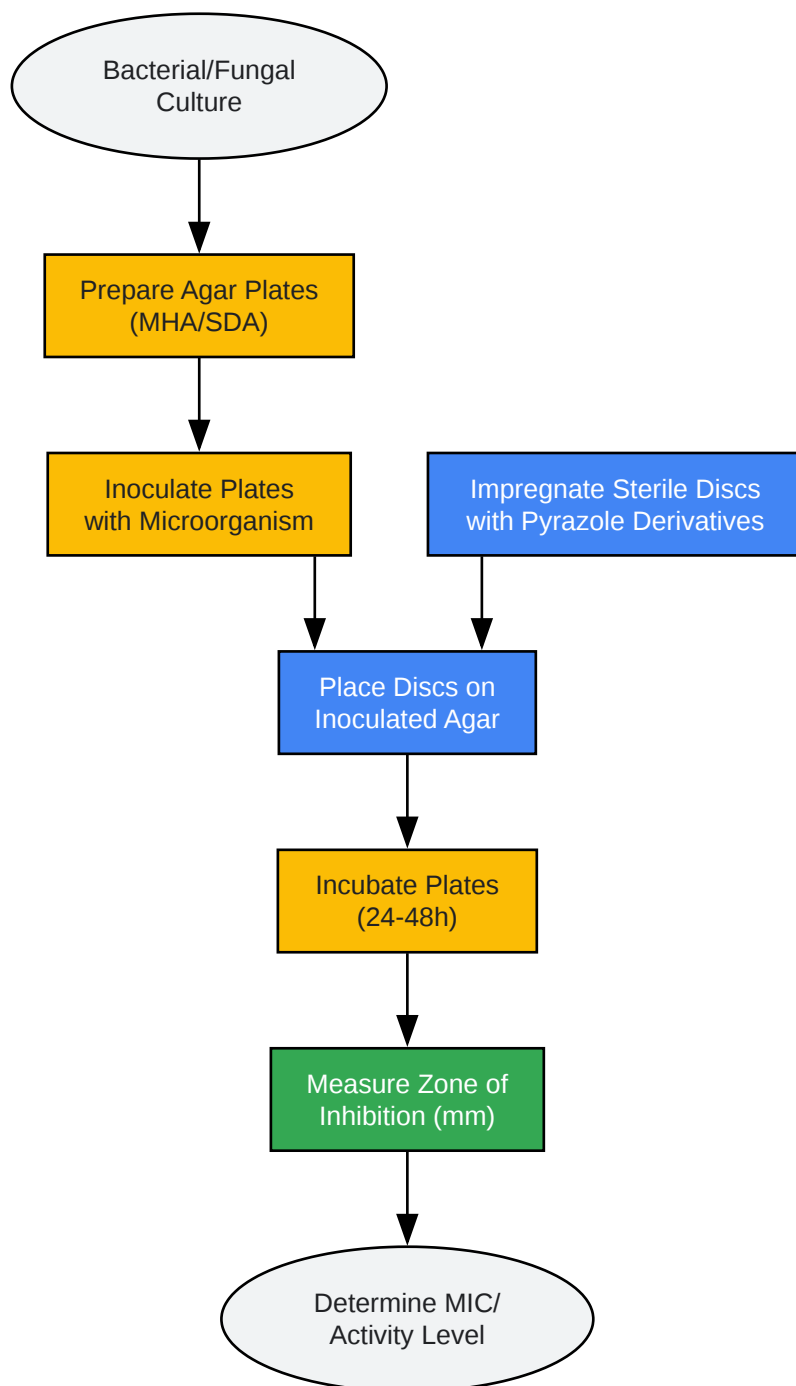 Bacterial/Fungal
Culture
Prepare Agar Plates
(MHA/SDA)
Inoculate Plates
with Microorganism
Impregnate Sterile Discs
with Pyrazole Derivatives
Place Discs on
Inoculated Agar
Incubate Plates
(24-48h)
Measure Zone of
Inhibition (mm)
Determine MIC/
Activity Level